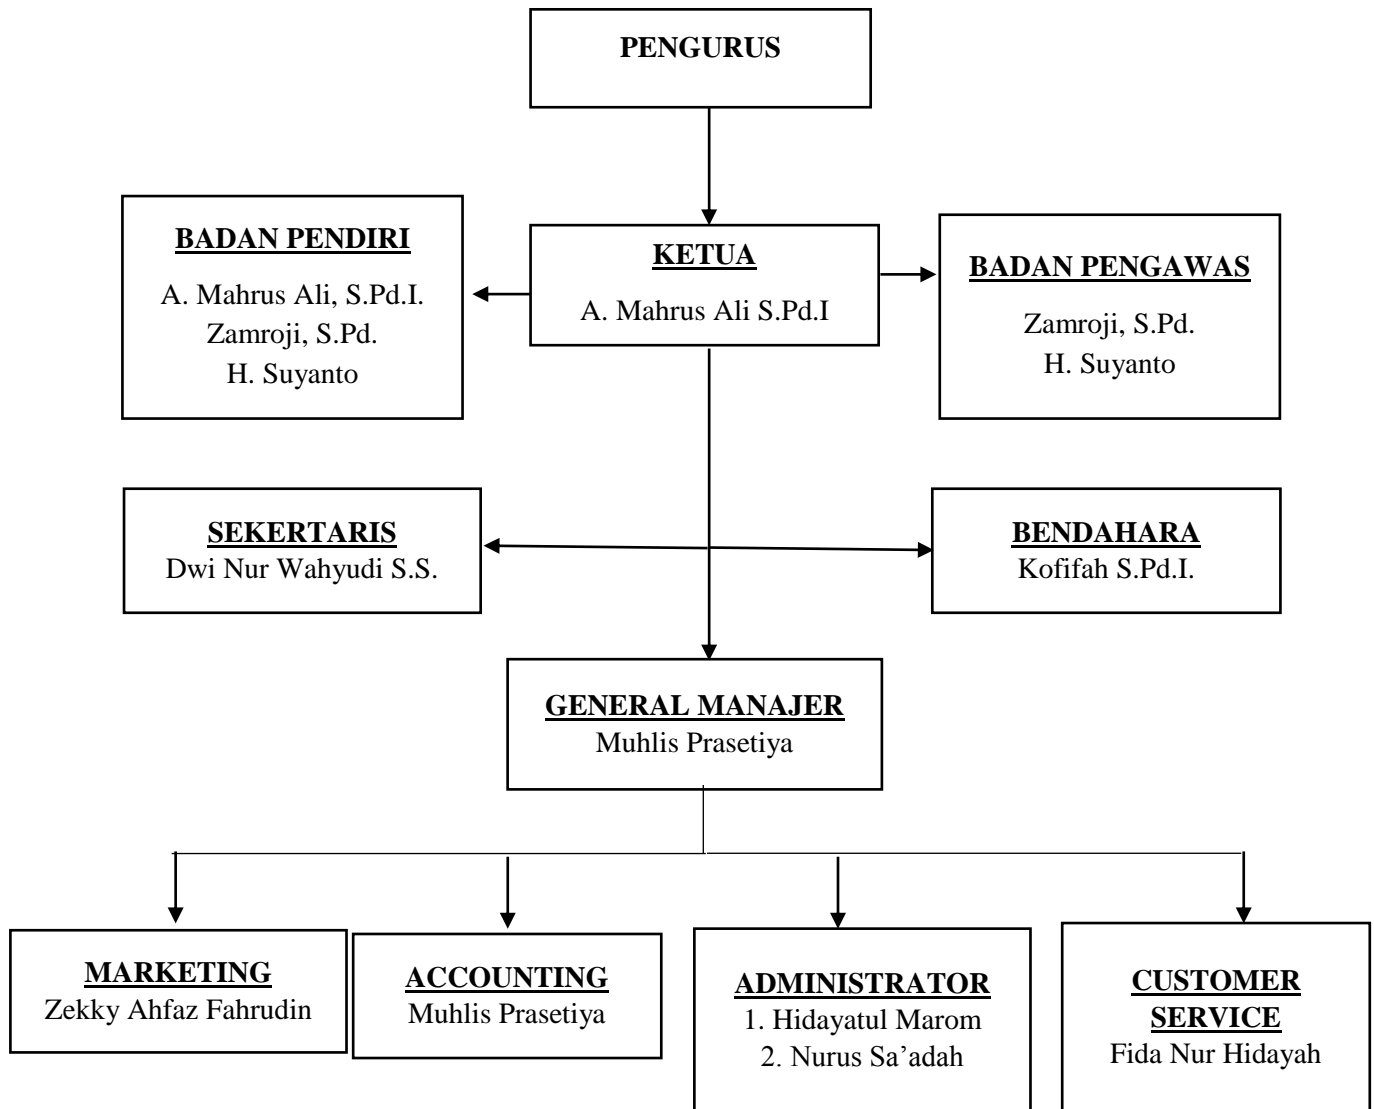 PENGURUS
BADAN PENDIRI
A. Mahrus Ali, S.Pd.I.
Zamroji, S.Pd.
H. Suyanto
KETUA
A. Mahrus Ali S.Pd.I
BADAN PENGAWAS
Zamroji, S.Pd.
H. Suyanto
SEKERTARIS
Dwi Nur Wahyudi S.S.
BENDAHARA
Kofifah S.Pd.I.
GENERAL MANAJER
Muhlis Prasetiya
MARKETING
Zekky Ahfaz Fahrudin
ACCOUNTING
Muhlis Prasetiya
ADMINISTRATOR
1. Hidayatul Marom
2. Nurus Sa’adah
CUSTOMER
SERVICE
Fida Nur Hidayah